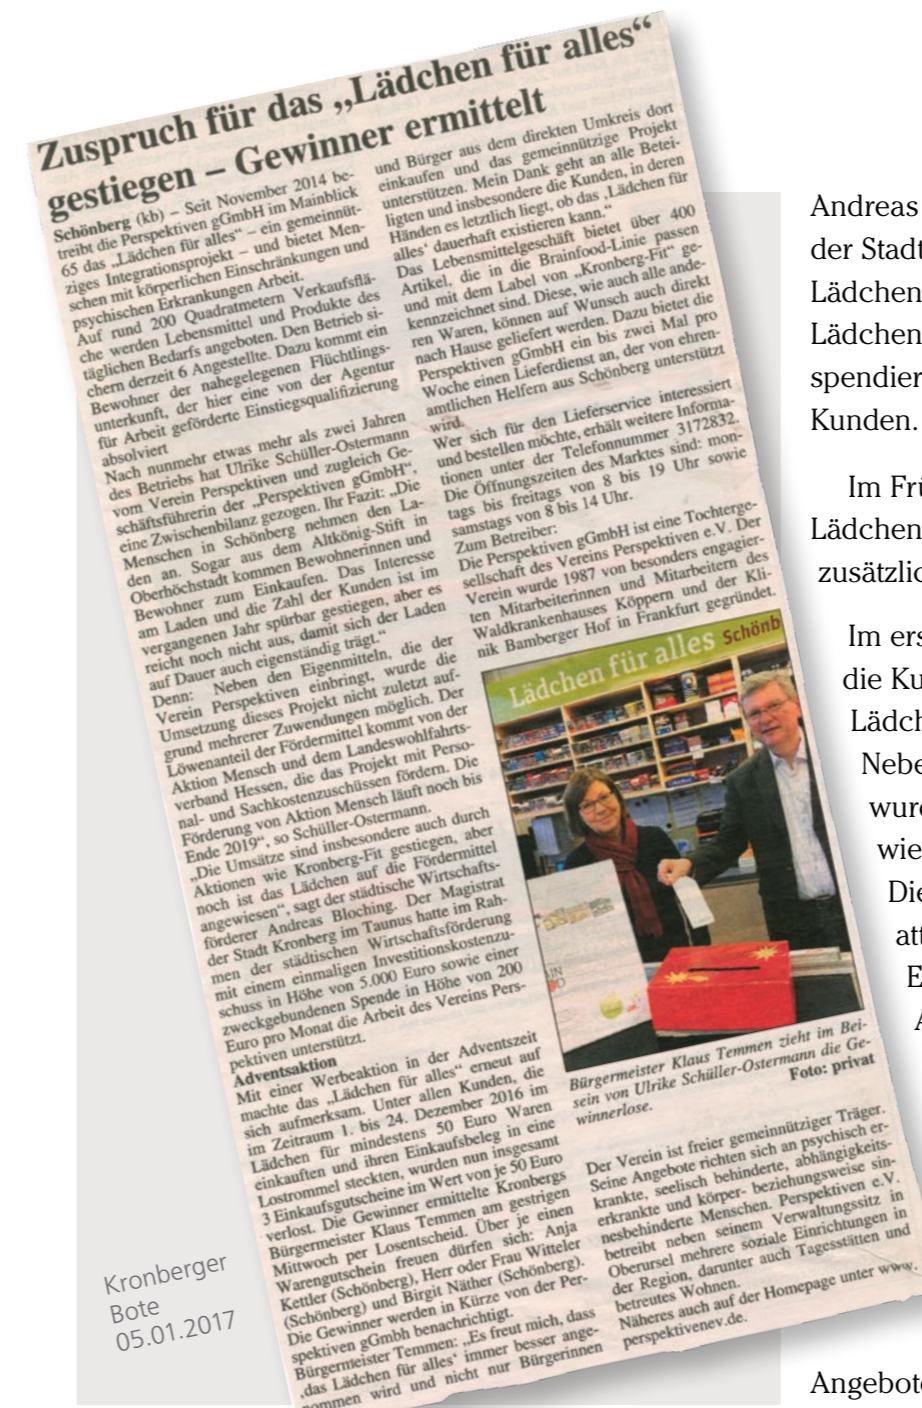 Zuspruch für das „Lädchen für alles“
gestiegen – Gewinner ermittelt
Schönberg (kb) – Seit November 2014 be-
treibt die Perspektiven gGmbH im Mainblick
65 das „Lädchen für alles“ – ein gemeinnüt-
ziges Integrationsprojekt – und bietet Men-
schen mit körperlichen Einschränkungen und
psychischen Erkrankungen Arbeit.
Auf rund 200 Quadratmetern Verkaufsflä-
che werden Lebensmittel und Produkte des
täglichen Bedarfs angeboten. Den Betrieb si-
chern derzeit 6 Angestellte. Dazu kommt ein
Bewohner der nahegelegenen Flüchtlings-
unterkunft, der hier eine von der Agentur
für Arbeit geförderte Einstiegsqualifizierung
absolviert
Nach nunmehr etwas mehr als zwei Jahren
des Betriebs hat Ulrike Schüller-Ostermann
vom Verein Perspektiven und zugleich Ge-
schäftsführerin der „Perspektiven gGmbH“,
eine Zwischenbilanz gezogen. Ihr Fazit: „Die
Menschen in Schönberg nehmen den La-
den an. Sogar aus dem Altkönig-Stift in
Oberhöchstadt kommen Bewohnerinnen und
Bewohner zum Einkaufen. Das Interesse
am Laden und die Zahl der Kunden ist im
vergangenen Jahr spürbar gestiegen, aber es
reicht noch nicht aus, damit sich der Laden
auf Dauer auch eigenständig trägt.“
Denn: Neben den Eigenmitteln, die der
Verein Perspektiven einbringt, wurde die
Umsetzung dieses Projekt nicht zuletzt auf-
grund mehrerer Zuwendungen möglich. Der
Löwenanteil der Fördermittel kommt von der
Aktion Mensch und dem Landeswohlfahrts-
verband Hessen, die das Projekt mit Perso-
nal- und Sachkostenzuschüssen fördern. Die
Förderung von Aktion Mensch läuft noch bis
Ende 2019“, so Schüller-Ostermann.
„Die Umsätze sind insbesondere auch durch
Aktionen wie Kronberg-Fit gestiegen, aber
noch ist das Lädchen auf die Fördermittel
angewiesen“, sagt der städtische Wirtschafts-
förderer Andreas Bloching. Der Magistrat
der Stadt Kronberg im Taunus hatte im Rah-
men der städtischen Wirtschaftsförderung
mit einem einmaligen Investitionskostenzu-
schuss in Höhe von 5.000 Euro sowie einer
zweckgebundenen Spende in Höhe von 200
Euro pro Monat die Arbeit des Vereins Pers-
pektiven unterstützt.
Adventsaktion
Mit einer Werbeaktion in der Adventszeit
machte das „Lädchen für alles“ erneut auf
sich aufmerksam. Unter allen Kunden, die
im Zeitraum 1. bis 24. Dezember 2016 im
Lädchen für mindestens 50 Euro Waren
einkauften und ihren Einkaufsbeleg in eine
Lostrommel steckten, wurden nun insgesamt
3 Einkaufsgutscheine im Wert von je 50 Euro
verlost. Die Gewinner ermittelte Kronbergs
Bürgermeister Klaus Temmen am gestrigen
Mittwoch per Losentscheid. Über je einen
Warengutschein freuen dürfen sich: Anja
Kettler (Schönberg), Herr oder Frau Witteler
(Schönberg) und Birgit Näther (Schönberg).
Die Gewinner werden in Kürze von der Per-
spektiven gGmbh benachrichtigt.
Bürgermeister Temmen: „Es freut mich, dass
‚das Lädchen für alles‘ immer besser ange-
nommen wird und nicht nur Bürgerinnen
und Bürger aus dem direkten Umkreis dort
einkaufen und das gemeinnützige Projekt
unterstützen. Mein Dank geht an alle Betei-
ligten und insbesondere die Kunden, in deren
Händen es letztlich liegt, ob das ‚Lädchen für
alles‘ dauerhaft existieren kann.“
Das Lebensmittelgeschäft bietet über 400
Artikel, die in die Brainfood-Linie passen
und mit dem Label von „Kronberg-Fit“ ge-
kennzeichnet sind. Diese, wie auch alle ande-
ren Waren, können auf Wunsch auch direkt
nach Hause geliefert werden. Dazu bietet die
Perspektiven gGmbH ein bis zwei Mal pro
Woche einen Lieferdienst an, der von ehren-
amtlichen Helfern aus Schönberg unterstützt
wird.
Wer sich für den Lieferservice interessiert
und bestellen möchte, erhält weitere Informa-
tionen unter der Telefonnummer 3172832.
Die Öffnungszeiten des Marktes sind: mon-
tags bis freitags von 8 bis 19 Uhr sowie
samstags von 8 bis 14 Uhr.
Zum Betreiber:
Die Perspektiven gGmbH ist eine Tochterge-
sellschaft des Vereins Perspektiven e.V. Der
Verein wurde 1987 von besonders engagier-
ten Mitarbeiterinnen und Mitarbeitern des
Waldkrankenhauses Köppern und der Kli-
nik Bamberger Hof in Frankfurt gegründet.
Lädchen für alles Schönb
Bürgermeister Klaus Temmen zieht im Bei-
sein von Ulrike Schüller-Ostermann die Ge-
winnerlose.
Foto: privat
Der Verein ist freier gemeinnütziger Träger.
Seine Angebote richten sich an psychisch er-
krankte, seelisch behinderte, abhängigkeits-
erkrankte und körper- beziehungsweise sin-
nesbehinderte Menschen. Perspektiven e.V.
betreibt neben seinem Verwaltungssitz in
Oberursel mehrere soziale Einrichtungen in
der Region, darunter auch Tagesstätten und
betreutes Wohnen.
Näheres auch auf der Homepage unter www.
perspektivenev.de.
Kronberger
Bote
05.01.2017
Andreas
der Stadt
Lädchen
Lädchen
spendier
Kunden.
Im Frü
Lädchen
zusätzlic
Im ers
die Ku
Lädch
Nebe
wurd
wie
Die
att
E
A
Angebote